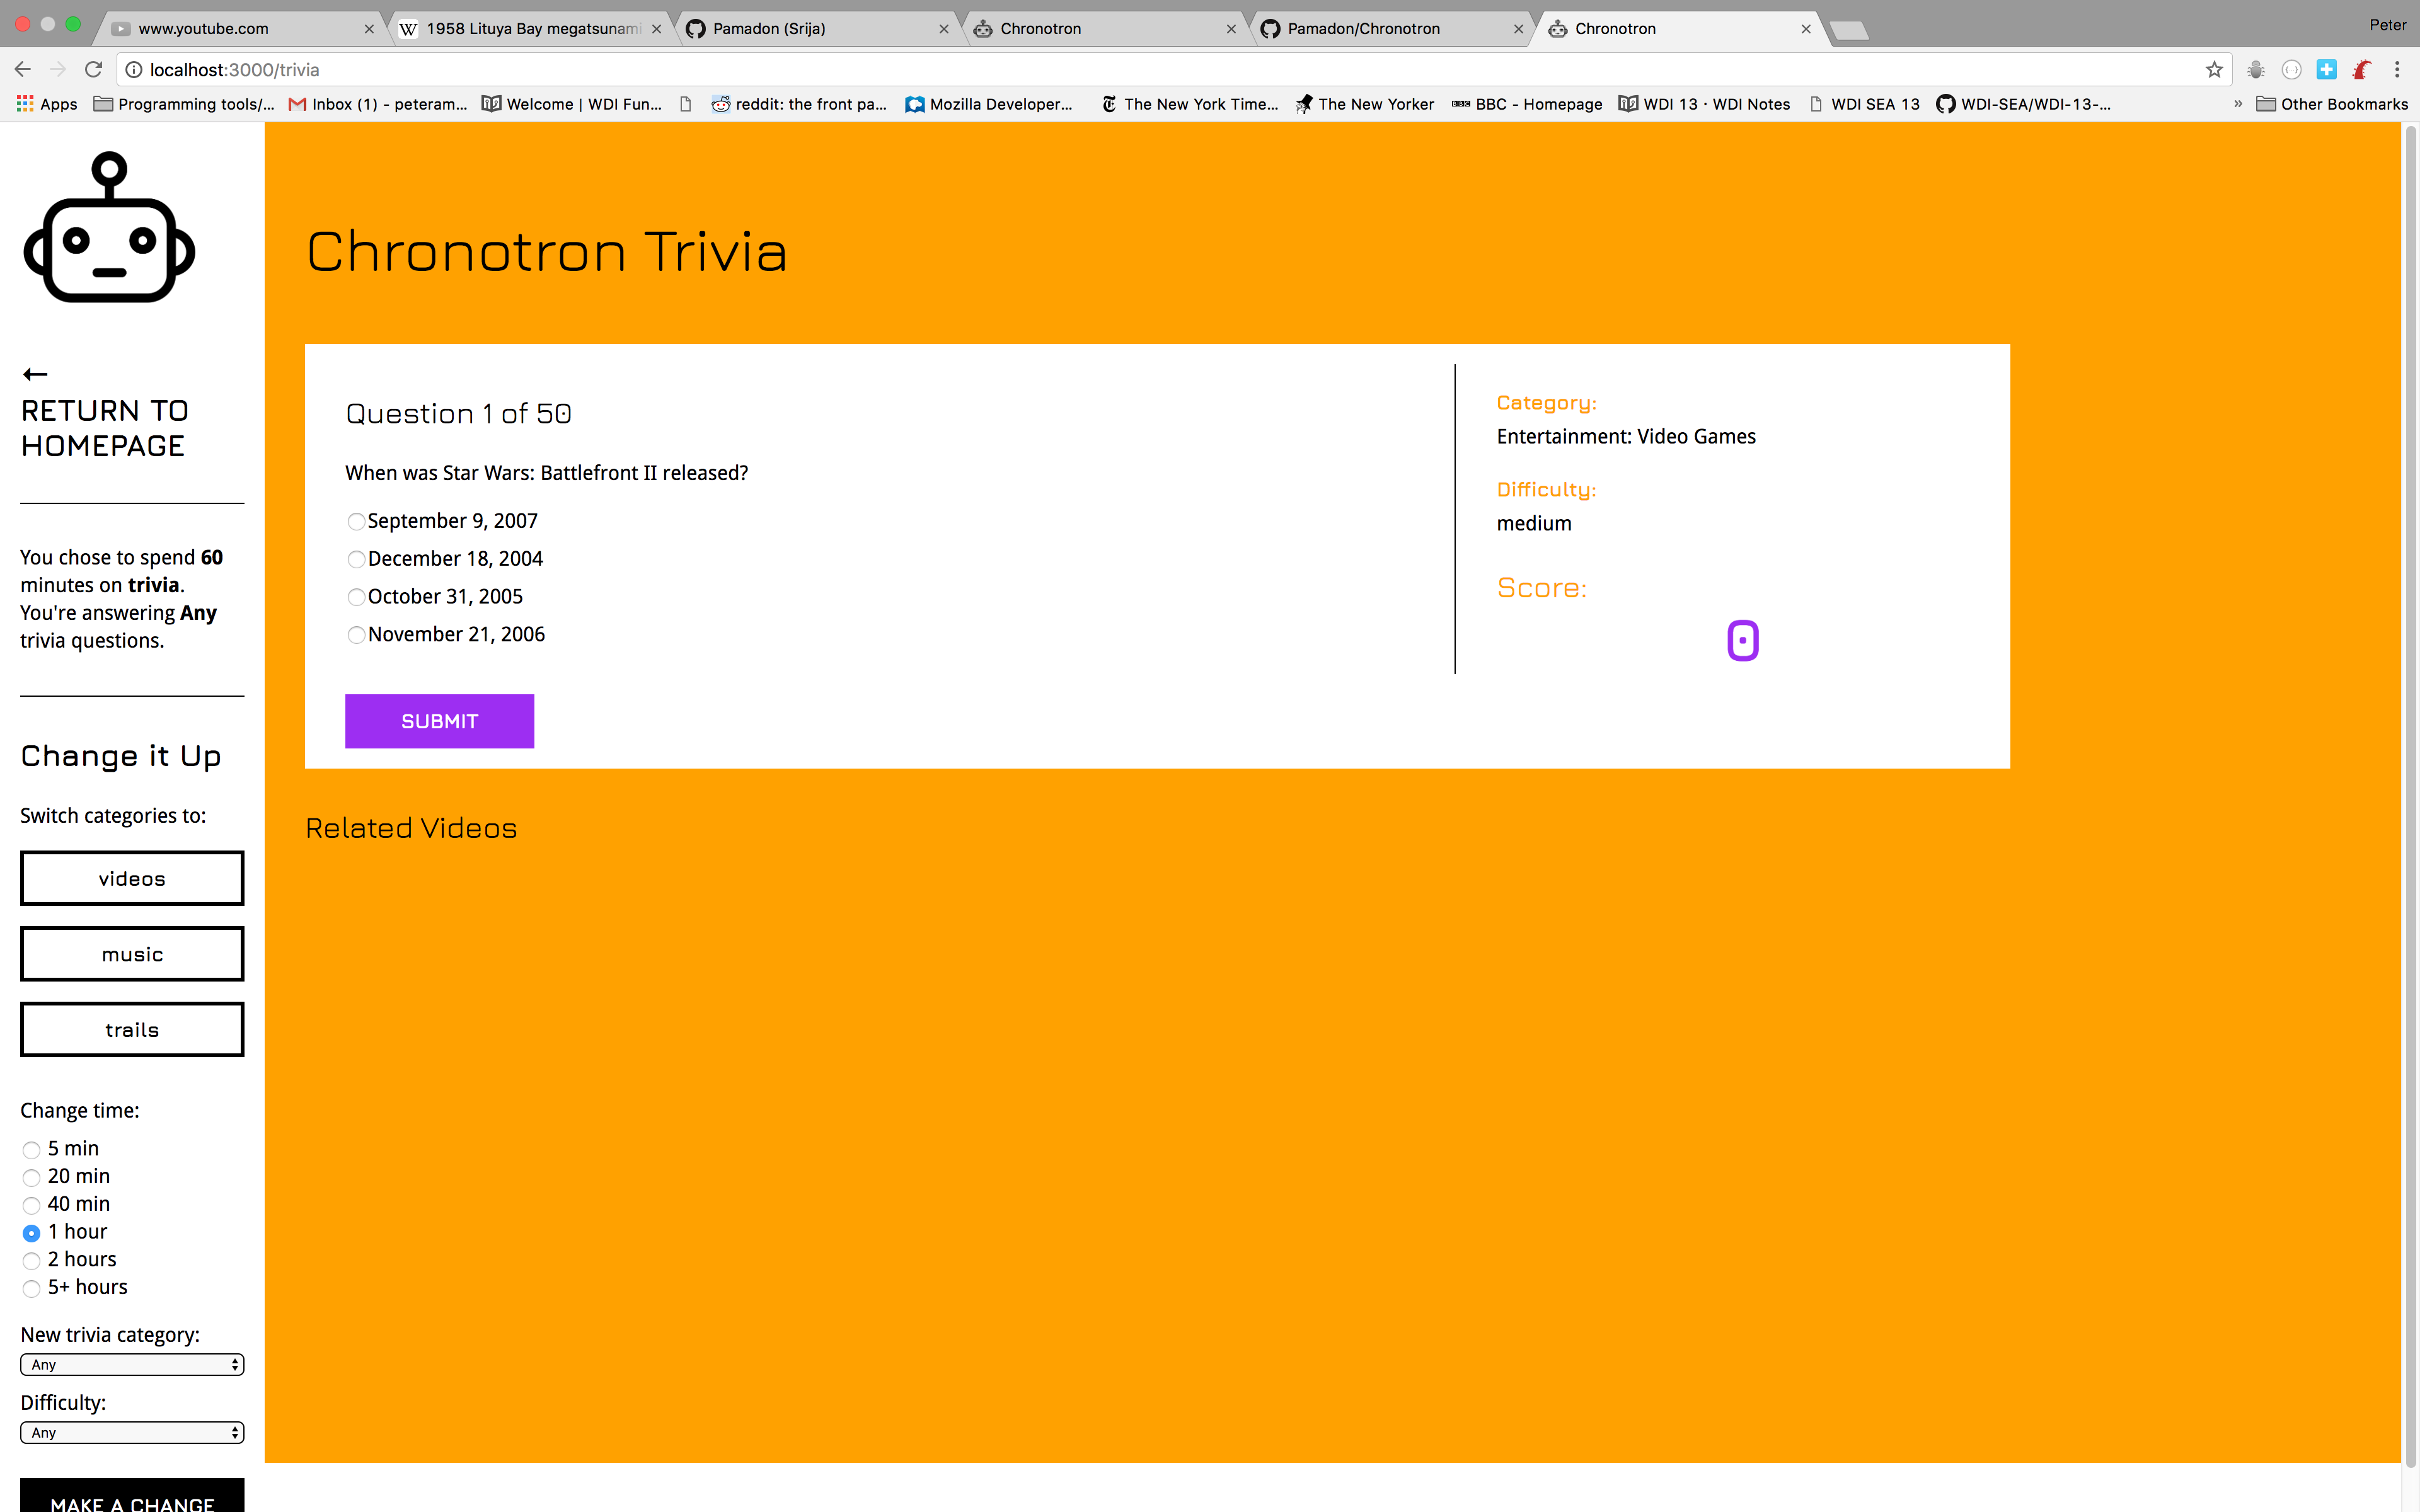 www.youtube.com
1958 Lituya Bay megatsunami
Pamadon (Srija)
Chronotron
Pamadon/Chronotron
Chronotron
Peter
localhost:3000/trivia
Apps
Programming tools/...
Inbox (1) - peteram...
Welcome | WDI Fun...
reddit: the front pa...
Mozilla Developer...
The New York Time...
The New Yorker
BBC - Homepage
WDI 13 · WDI Notes
WDI SEA 13
WDI-SEA/WDI-13-...
»
Other Bookmarks
←
RETURN TO
HOMEPAGE
You chose to spend 60
minutes on trivia.
You're answering Any
trivia questions.
Change it Up
Switch categories to:
videos
music
trails
Change time:
5 min
20 min
40 min
1 hour
2 hours
5+ hours
New trivia category:
Any
Difficulty:
Any
MAKE A CHANGE
Chronotron Trivia
Question 1 of 50
When was Star Wars: Battlefront II released?
September 9, 2007
December 18, 2004
October 31, 2005
November 21, 2006
SUBMIT
Category:
Entertainment: Video Games
Difficulty:
medium
Score:
0
Related Videos